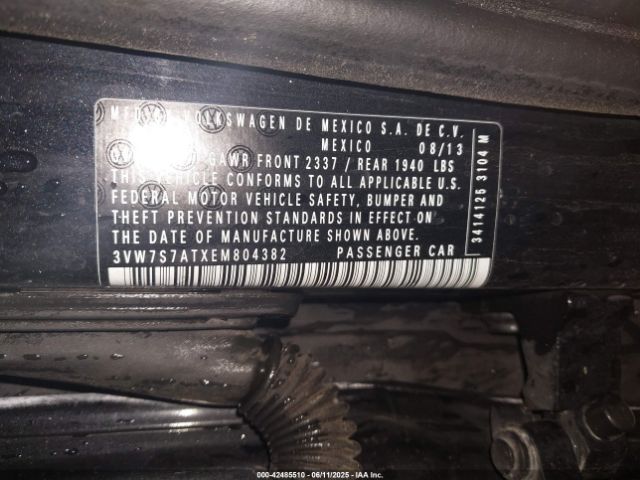 VOLKSWAGEN DE MEXICO S.A. DE C.V.
MEXICO 08/13
GAWR FRONT 2337 / REAR 1940 LBS
THIS VEHICLE CONFORMS TO ALL APPLICABLE U.S.
FEDERAL MOTOR VEHICLE SAFETY, BUMPER AND
THEFT PREVENTION STANDARDS IN EFFECT ON
THE DATE OF MANUFACTURE SHOWN ABOVE.
3VW7S7ATXEM804382 PASSENGER CAR
3414125 3104 M
000-42485510 - 06/11/2025 - IAAI, Inc.